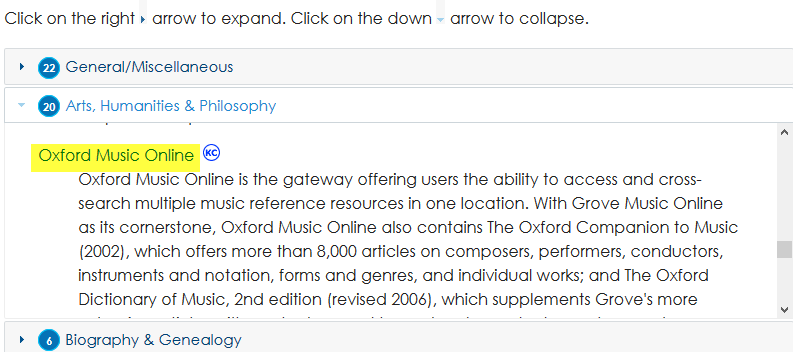 Click on the right arrow to expand. Click on the down arrow to collapse.
22 General/Miscellaneous
20 Arts, Humanities & Philosophy
Oxford Music Online KC
Oxford Music Online is the gateway offering users the ability to access and cross-
search multiple music reference resources in one location. With Grove Music Online
as its cornerstone, Oxford Music Online also contains The Oxford Companion to Music
(2002), which offers more than 8,000 articles on composers, performers, conductors,
instruments and notation, forms and genres, and individual works; and The Oxford
Dictionary of Music, 2nd edition (revised 2006), which supplements Grove's more
6 Biography & Genealogy